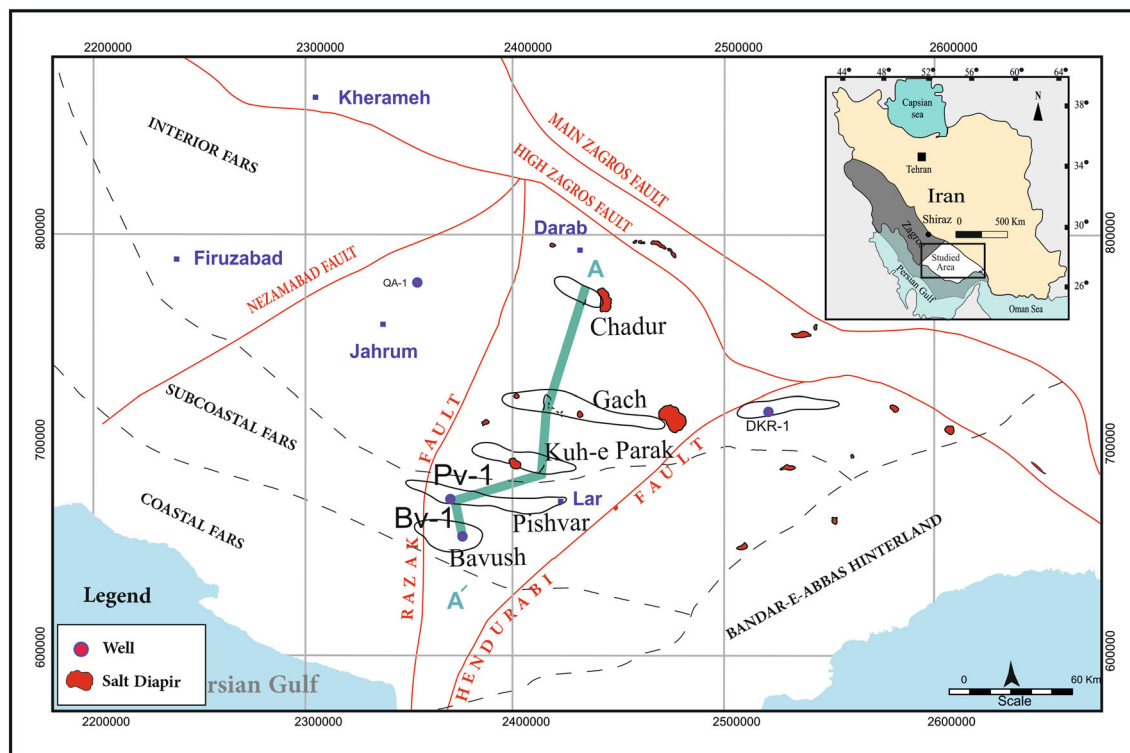 2200000
2300000
2400000
2500000
2600000
Kherameh
INTERIOR FARS
MAIN ZAGROS FAULT
HIGH ZAGROS FAULT
44°
48°
52°
56°
60°
64°
Capsian
sea
N
38°
Tehran
34°
Iran
Shiraz
0
500 Km
30°
Zagros
Studied
Area
26°
Persian Gulf
Oman Sea
800000
800000
Darab
Firuzabad
NEZAMABAD FAULT
QA-1
A
Chadur
Jahrum
SUBCOASTAL FARS
RAZAK FAULT
Gach
DKR-1
700000
700000
Kuh-e Parak
Pv-1
Lar
HENDURABI FAULT
COASTAL FARS
Bv-1
Pishvar
Bavush
A´
BANDAR-E-ABBAS HINTERLAND
Legend
Well
Salt Diapir
rsian Gulf
600000
600000
0
60 Km
Scale
2200000
2300000
2400000
2500000
2600000